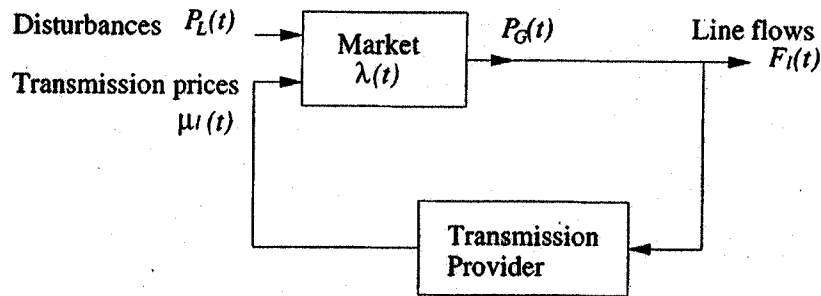 Disturbances P_L(t)
Market
λ(t)
P_G(t)
Line flows
F_l(t)
Transmission prices
μ_l(t)
Transmission
Provider